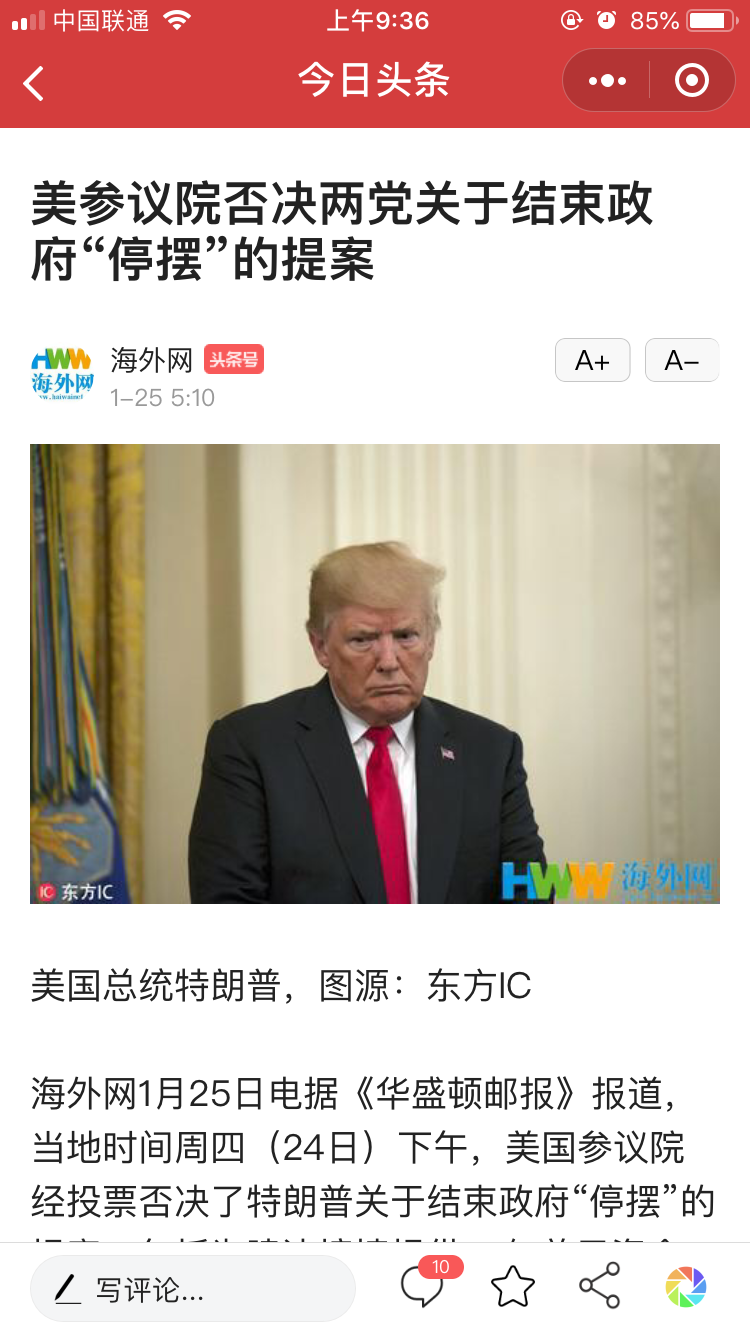 中国联通
上午9:36
85%
今日头条
美参议院否决两党关于结束政
府“停摆”的提案
HWW
海外网
www.haiwainet
海外网
头条号
1-25 5:10
A+
A-
IC 东方IC
HWW 海外网
美国总统特朗普，图源：东方IC
海外网1月25日电据《华盛顿邮报》报道，
当地时间周四（24日）下午，美国参议院
经投票否决了特朗普关于结束政府“停摆”的
写评论...
10